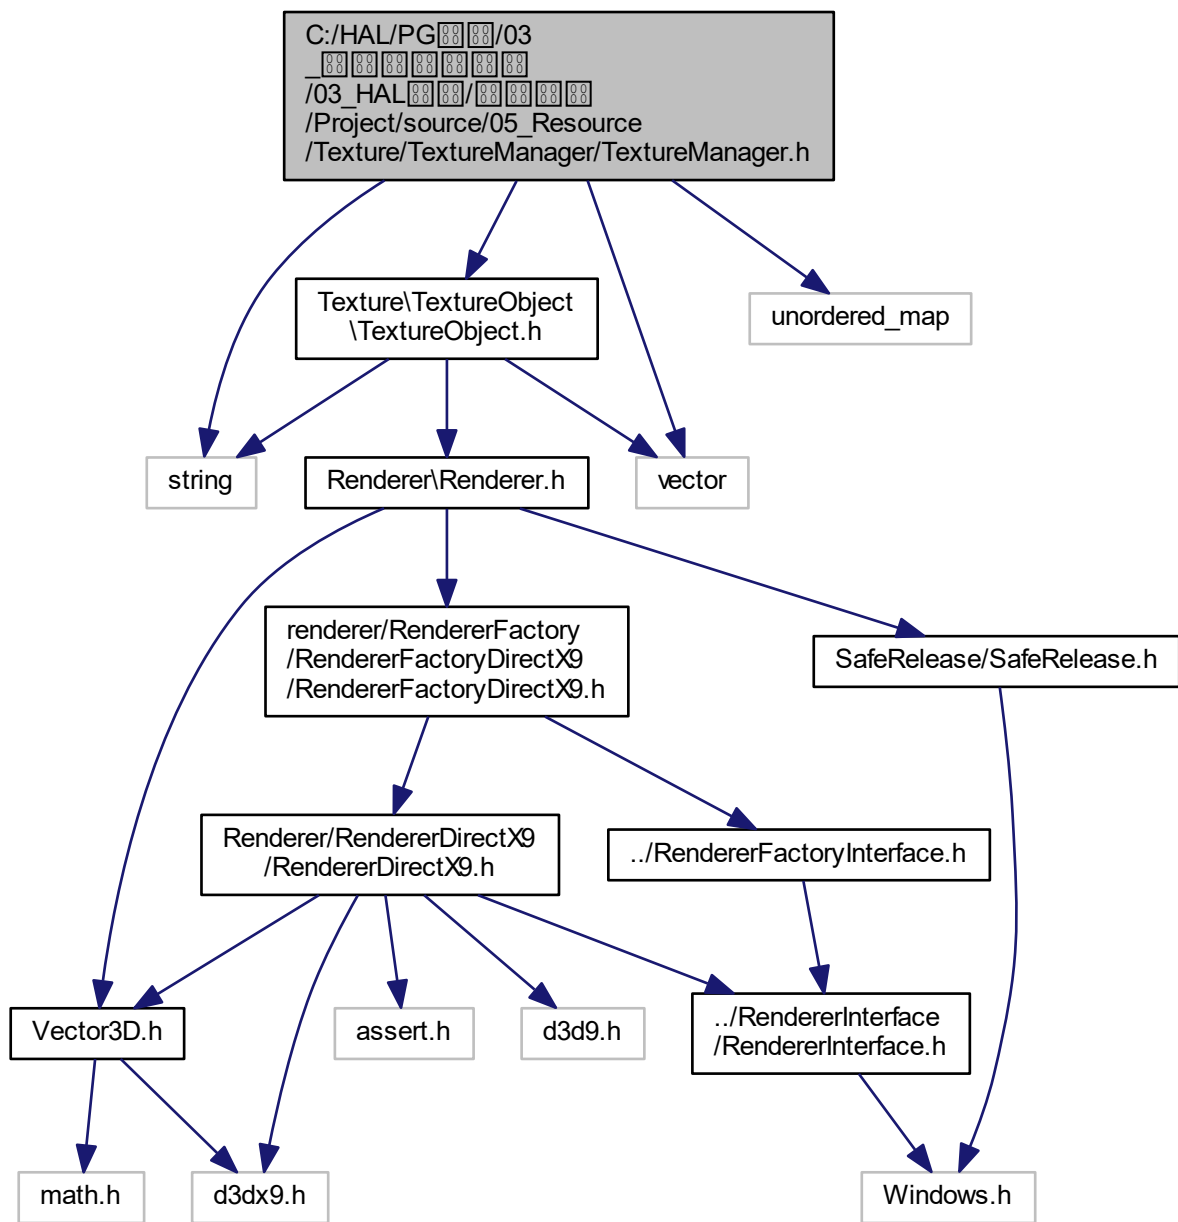 C:/HAL/PG/03
_
/03_HAL/
/Project/source/05_Resource
/Texture/TextureManager/TextureManager.h
Texture\TextureObject
\TextureObject.h
unordered_map
string
Renderer\Renderer.h
vector
renderer/RendererFactory
/RendererFactoryDirectX9
/RendererFactoryDirectX9.h
SafeRelease/SafeRelease.h
Renderer/RendererDirectX9
/RendererDirectX9.h
../RendererFactoryInterface.h
Vector3D.h
assert.h
d3d9.h
../RendererInterface
/RendererInterface.h
math.h
d3dx9.h
Windows.h